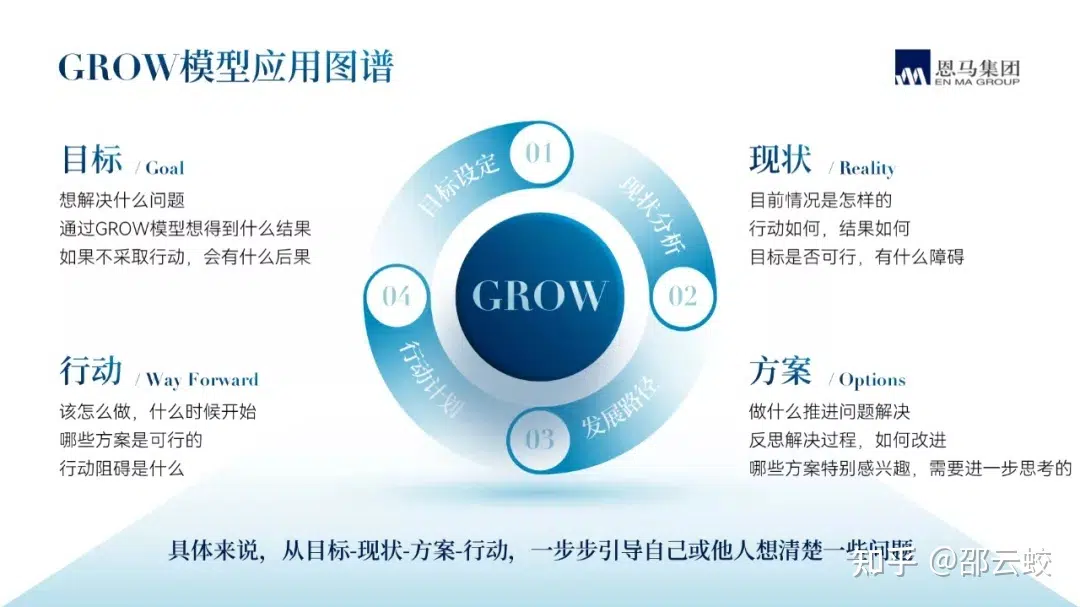 GROW模型应用图谱
恩马集团
EN MA GROUP
目标 / Goal
想解决什么问题
通过GROW模型想得到什么结果
如果不采取行动，会有什么后果
现状 / Reality
目前情况是怎样的
行动如何，结果如何
目标是否可行，有什么障碍
目标设定
01
现状分析
02
GROW
04
行动计划
03
发展路径
行动 / Way Forward
该怎么做，什么时候开始
哪些方案是可行的
行动阻碍是什么
方案 / Options
做什么推进问题解决
反思解决过程，如何改进
哪些方案特别感兴趣，需要进一步思考的
具体来说，从目标-现状-方案-行动，一步步引导自己或他人想清楚一些问题
知乎 @邵云蛟